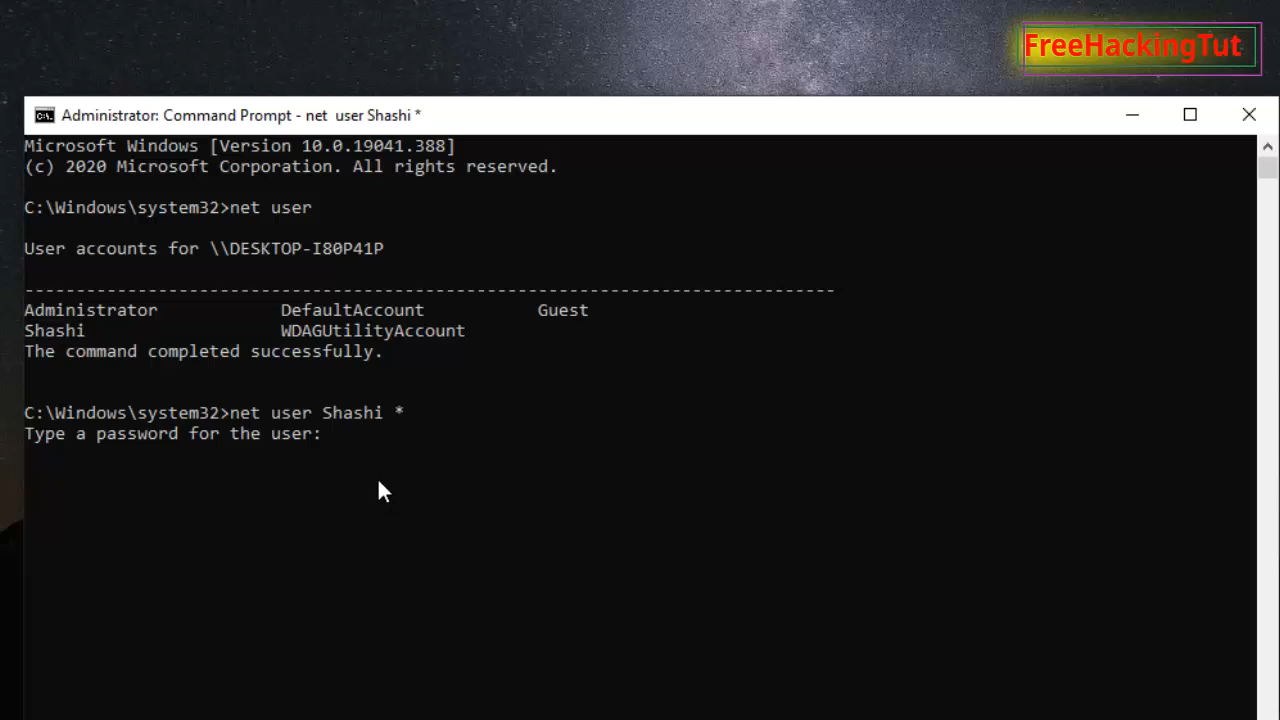 FreeHackingTut
Administrator: Command Prompt - net  user Shashi *
Microsoft Windows [Version 10.0.19041.388]
(c) 2020 Microsoft Corporation. All rights reserved.
C:\Windows\system32>net user
User accounts for \\DESKTOP-I80P41P
-------------------------------------------------------------------------------
Administrator            DefaultAccount           Guest
Shashi                   WDAGUtilityAccount
The command completed successfully.
C:\Windows\system32>net user Shashi *
Type a password for the user: